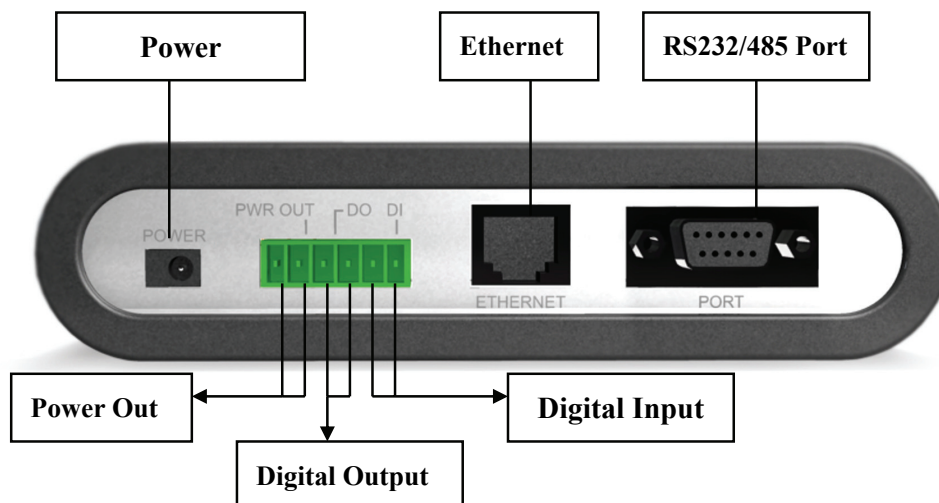 Power
Ethernet
RS232/485 Port
PWR OUT DO DI
POWER
ETHERNET
PORT
Power Out
Digital Input
Digital Output